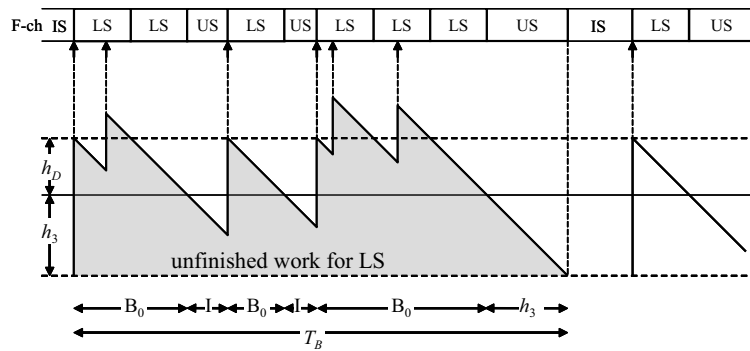 F-ch IS LS LS US LS US LS LS LS US IS LS US
h_D
h_3
unfinished work for LS
B_0 I B_0 I B_0 h_3
T_B